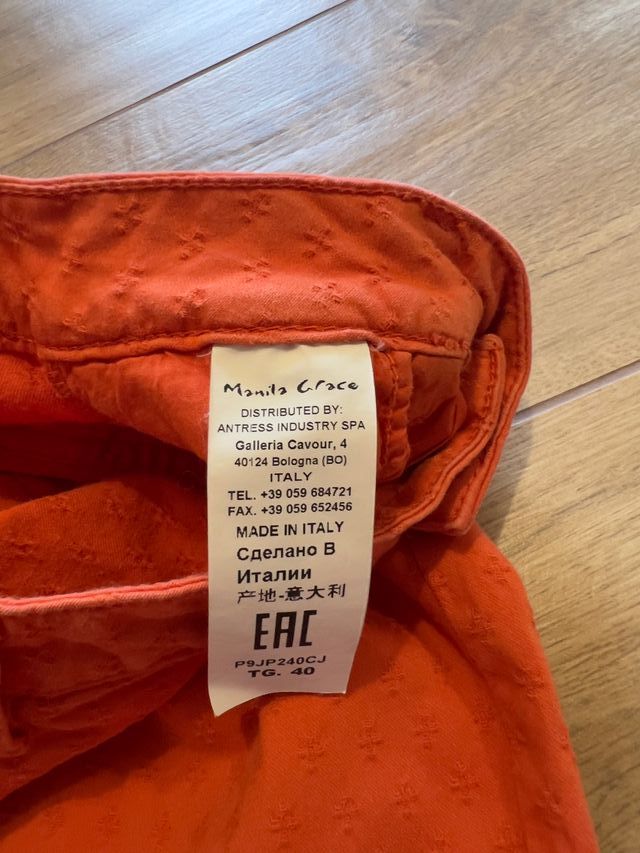 Manila Grace
DISTRIBUTED BY:
ANTRESS INDUSTRY SPA
Galleria Cavour, 4
40124 Bologna (BO)
ITALY
TEL. +39 059 684721
FAX. +39 059 652456
MADE IN ITALY
Сделано В
Италии
产地-意大利
EAC
P9JP240CJ
TG. 40